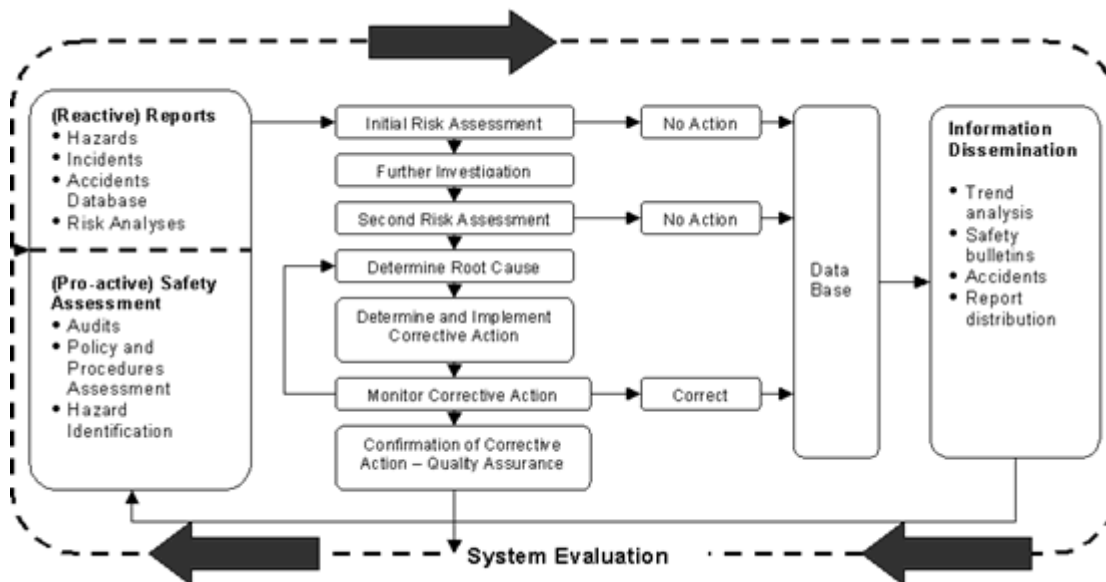 (Reactive) Reports
• Hazards
• Incidents
• Accidents
Database
• Risk Analyses
(Pro-active) Safety
Assessment
• Audits
• Policy and
Procedures
Assessment
• Hazard
Identification
Initial Risk Assessment
No Action
Further Investigation
Second Risk Assessment
No Action
Determine Root Cause
Determine and Implement
Corrective Action
Monitor Corrective Action
Correct
Confirmation of Corrective
Action – Quality Assurance
Data
Base
Information
Dissemination
• Trend
analysis
• Safety
bulletins
• Accidents
• Report
distribution
System Evaluation